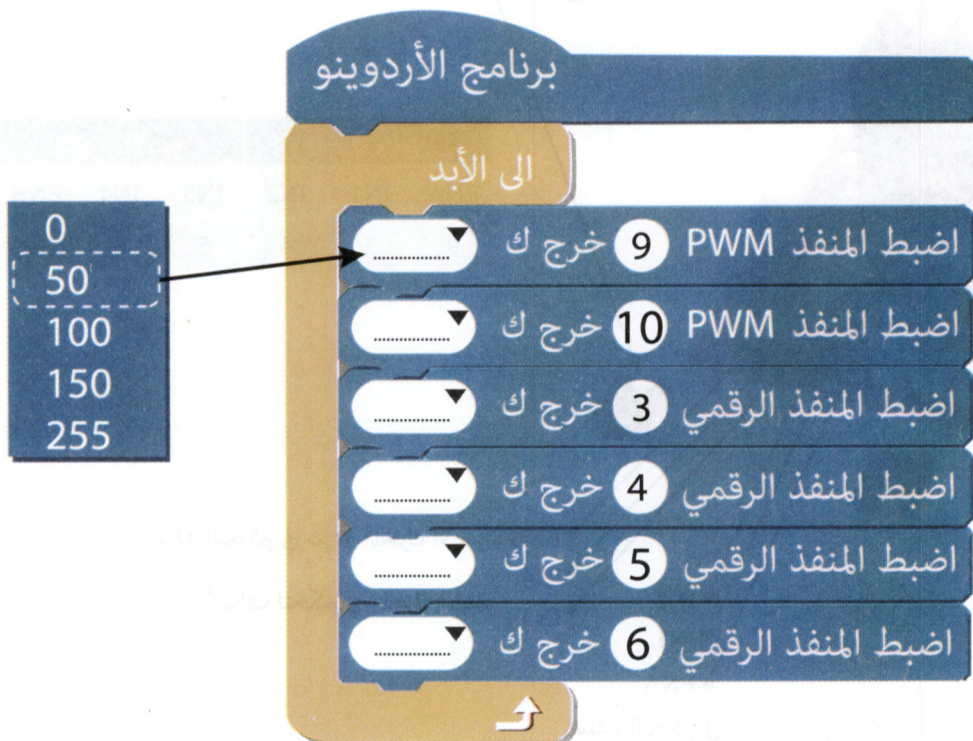 برنامج الأردوينو
الى الأبد
اضبط المنفذ PWM 9 خرج ك ................
اضبط المنفذ PWM 10 خرج ك ................
اضبط المنفذ الرقمي 3 خرج ك ................
اضبط المنفذ الرقمي 4 خرج ك ................
اضبط المنفذ الرقمي 5 خرج ك ................
اضبط المنفذ الرقمي 6 خرج ك ................
0
50
100
150
255